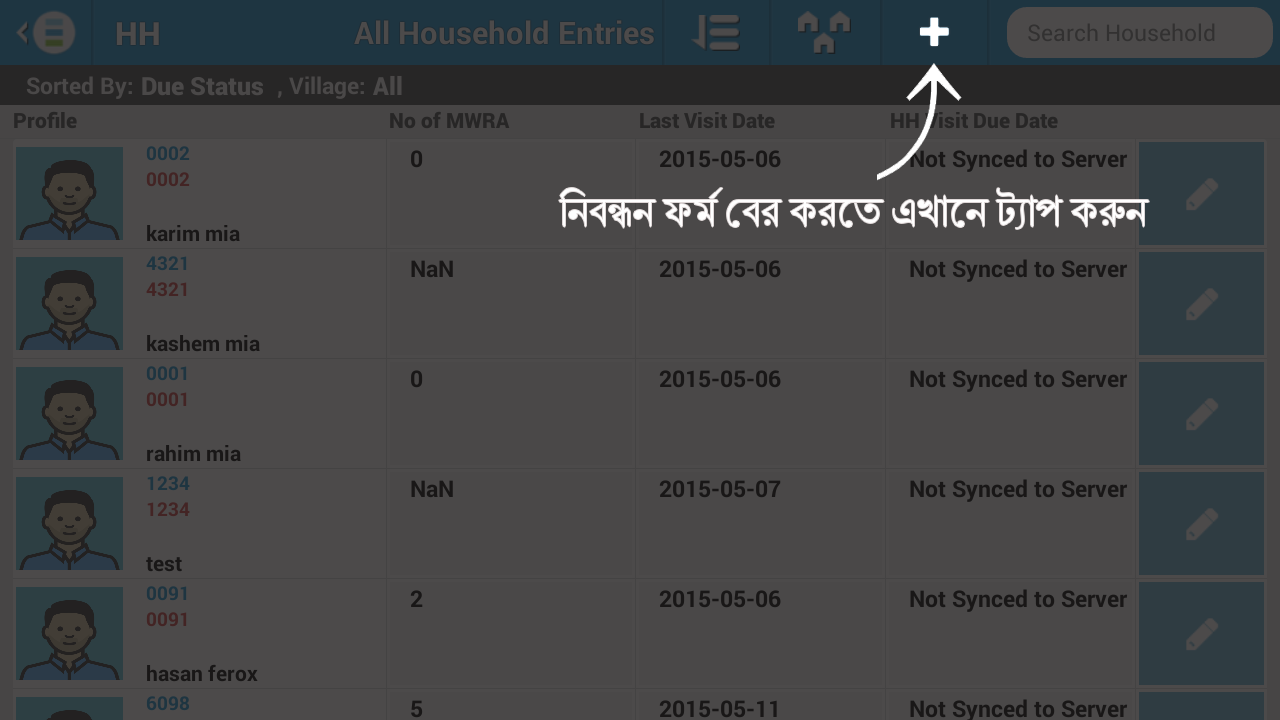 HH All Household Entries Search Household
Sorted By: Due Status , Village: All
Profile No of MWRA Last Visit Date HH Visit Due Date
0002 0 2015-05-06 Not Synced to Server
0002
নিবন্ধন ফর্ম বের করতে এখানে ট্যাপ করুন
karim mia
4321 NaN 2015-05-06 Not Synced to Server
4321
kashem mia
0001 0 2015-05-06 Not Synced to Server
0001
rahim mia
1234 NaN 2015-05-07 Not Synced to Server
1234
test
0091 2 2015-05-06 Not Synced to Server
0091
hasan ferox
6098 5 2015-05-11 Not Synced to Server